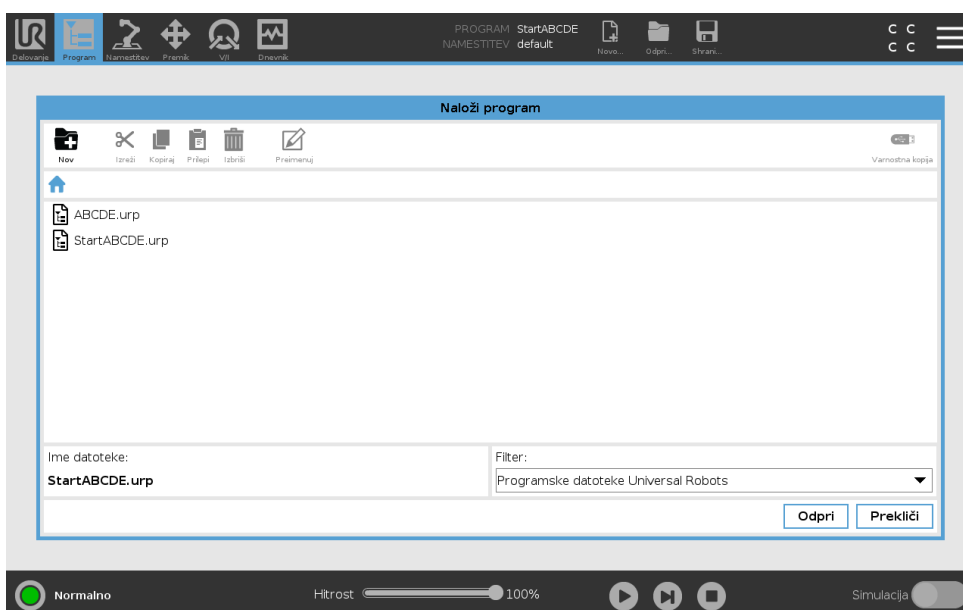 PROGRAM StartABCDE
NAMESTITEV default
C C
C C
Delovanje Program Namestitev Premik V/I Dnevnik Novo... Odpri... Shrani...
Naloži program
Nov Izreži Kopiraj Prilepi Izbriši Preimenuj Varnostna kopija
ABCDE.urp
StartABCDE.urp
Ime datoteke: Filter:
StartABCDE.urp Programske datoteke Universal Robots
Odpri Prekliči
Normalno Hitrost 100% Simulacija